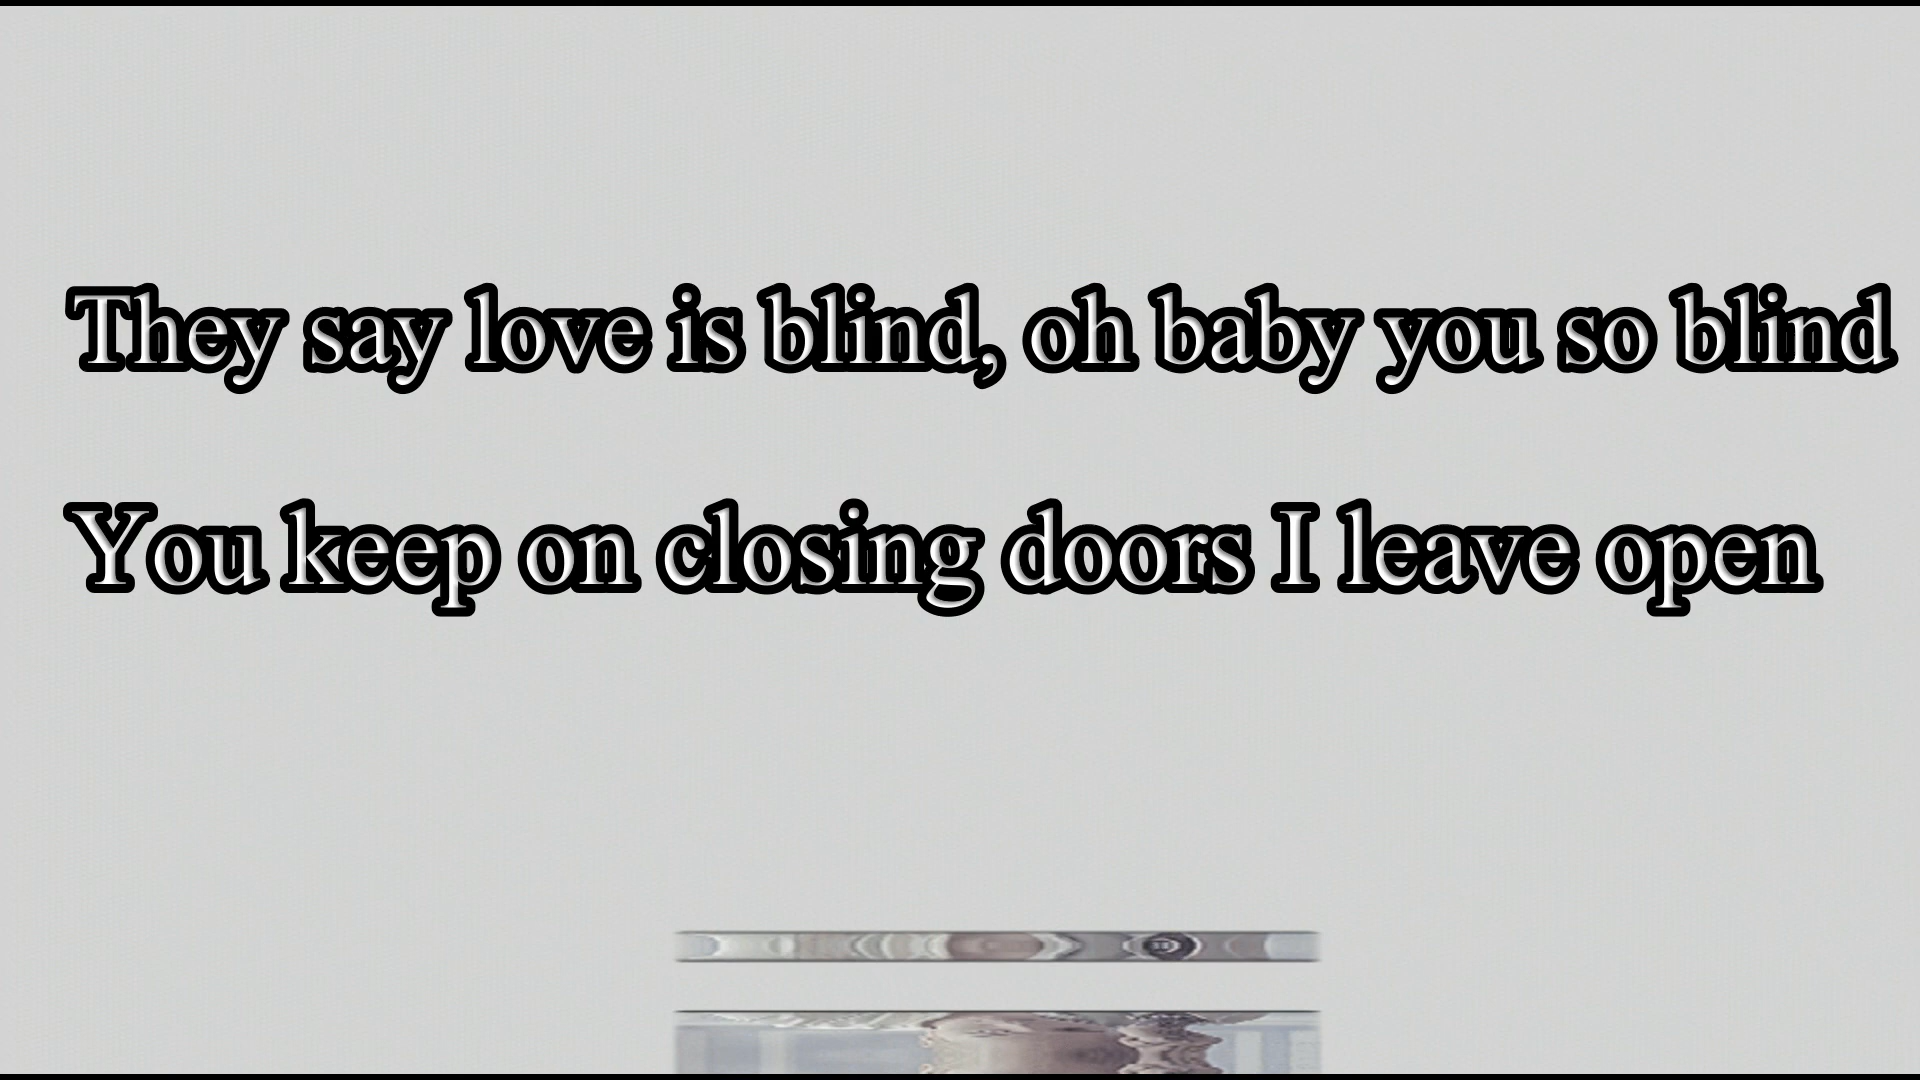 They say love is blind, oh baby you so blind
You keep on closing doors I leave open